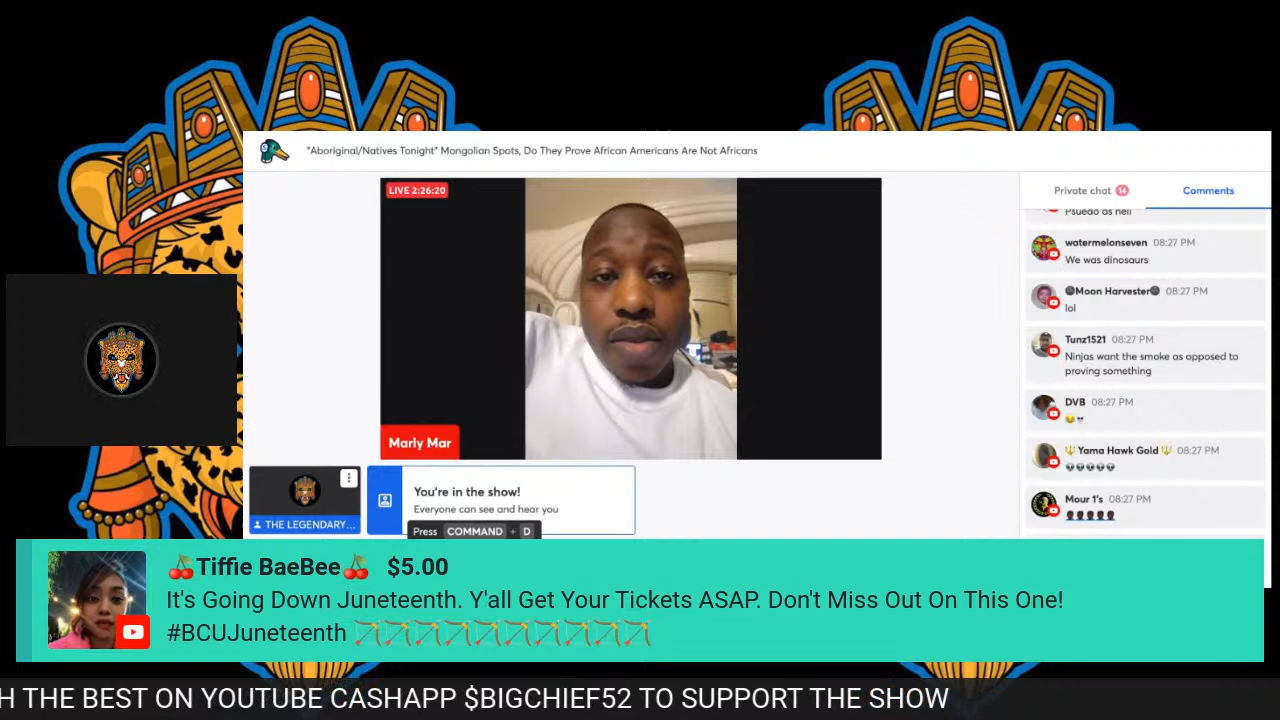 "Aboriginal/Natives Tonight" Mongolian Spots, Do They Prove African Americans Are Not Africans
LIVE 2:26:20
Marly Mar
Private chat 14
Comments
Psuedo as hell
watermelonseven 08:27 PM
We was dinosaurs
🌚Moon Harvester🌚 08:27 PM
lol
Tunz1521 08:27 PM
Ninjas want the smoke as opposed to
proving something
DVB 08:27 PM
😂💀
🔱 Yama Hawk Gold 🔱 08:27 PM
👽👽👽👽👽
Mour 1's 08:27 PM
THE LEGENDARY...
You're in the show!
Everyone can see and hear you
Press COMMAND + D
🍒Tiffie BaeBee🍒 $5.00
It's Going Down Juneteenth. Y'all Get Your Tickets ASAP. Don't Miss Out On This One!
#BCUJuneteenth 🏹🏹🏹🏹🏹🏹🏹🏹🏹🏹
H THE BEST ON YOUTUBE CASHAPP $BIGCHIEF52 TO SUPPORT THE SHOW